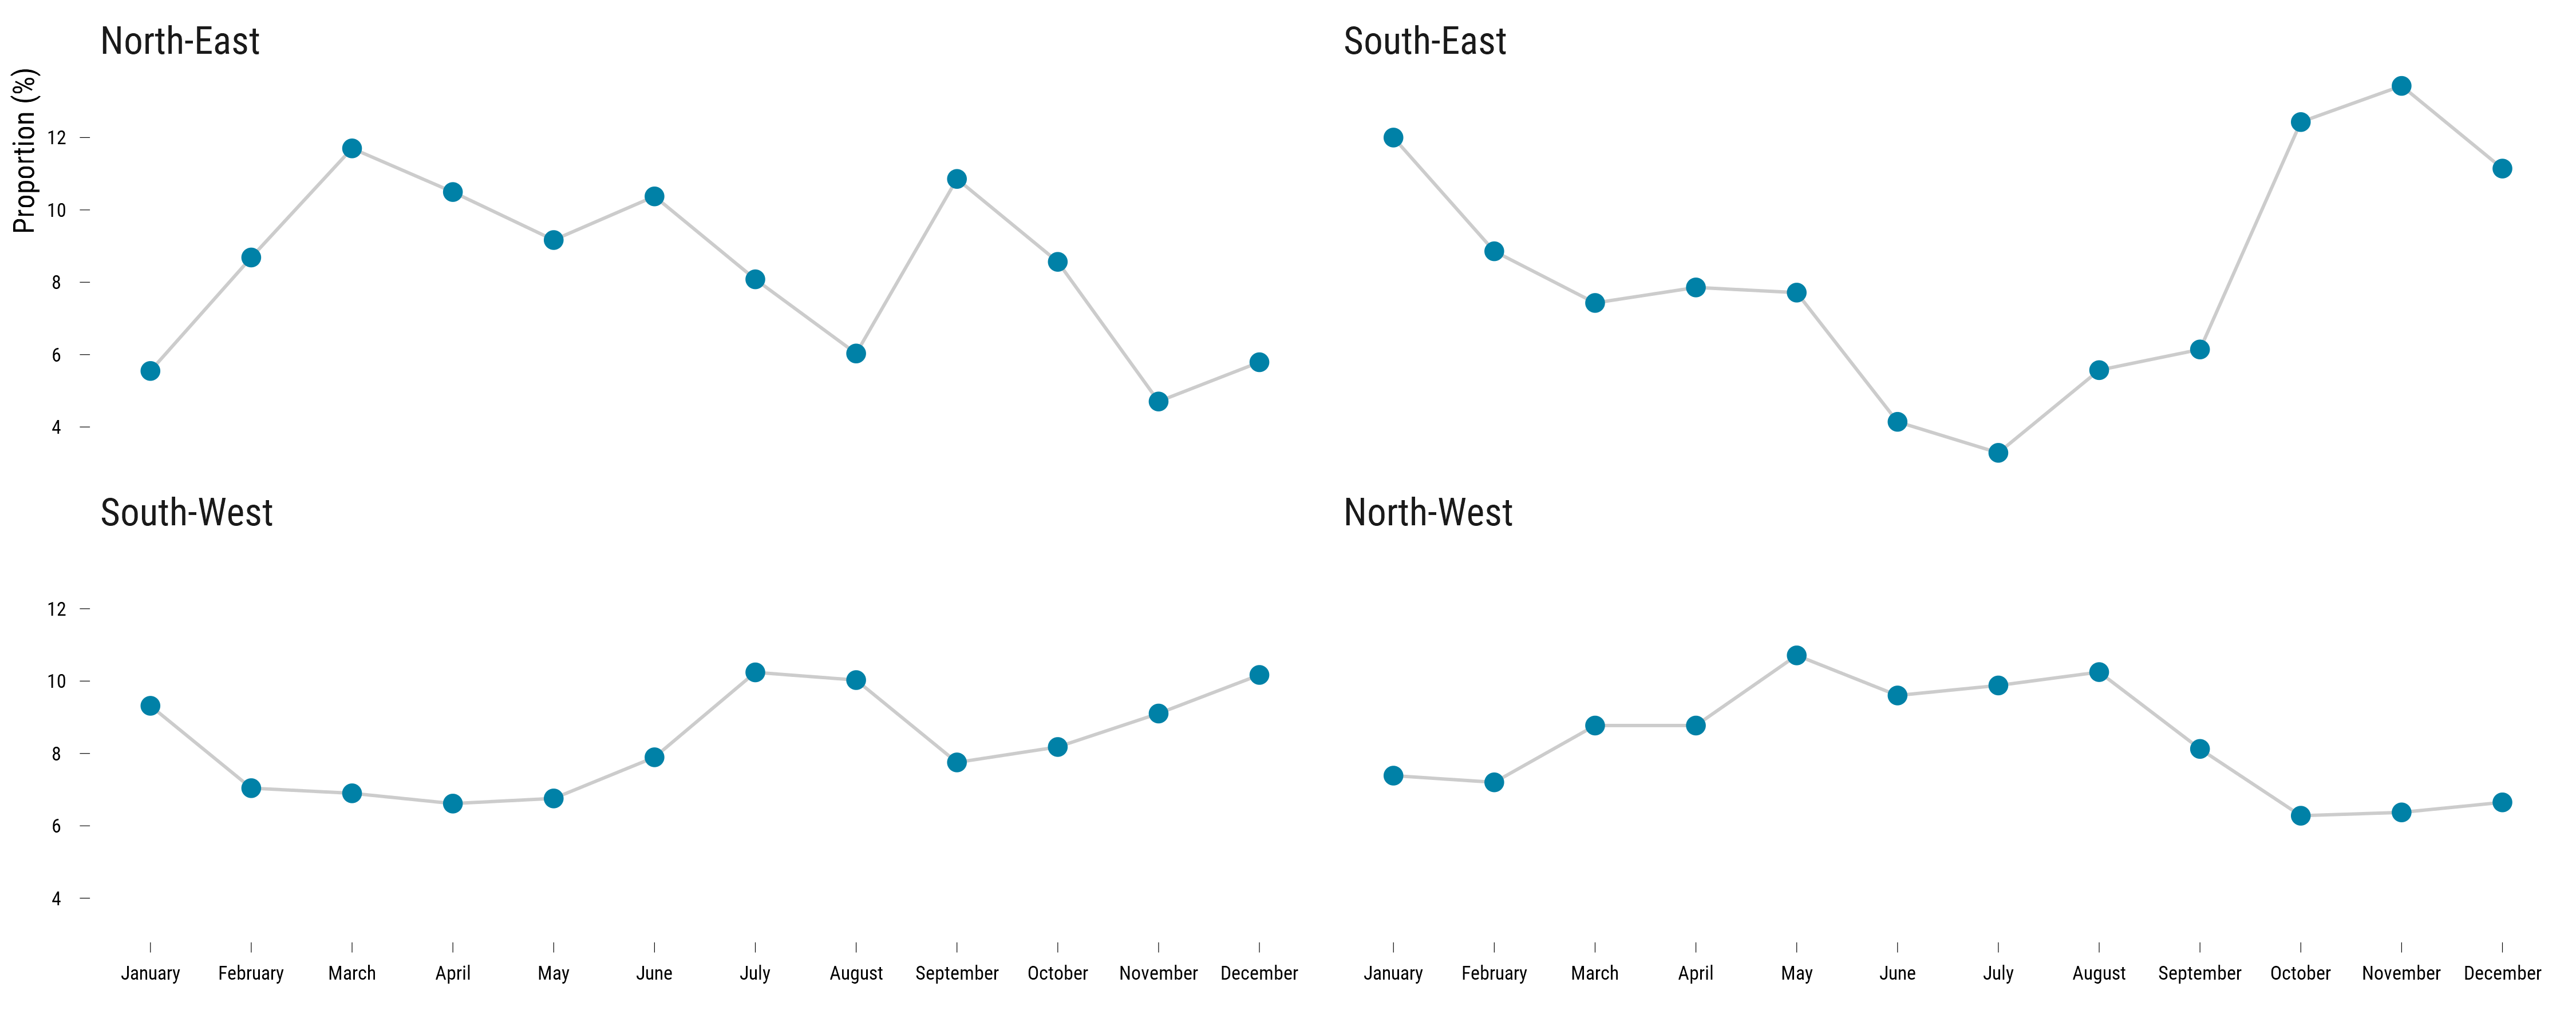 North-East
South-East
Proportion (%)
12
10
8
6
4
South-West
North-West
12
10
8
6
4
January February March April May June July August September October November December
January February March April May June July August September October November December